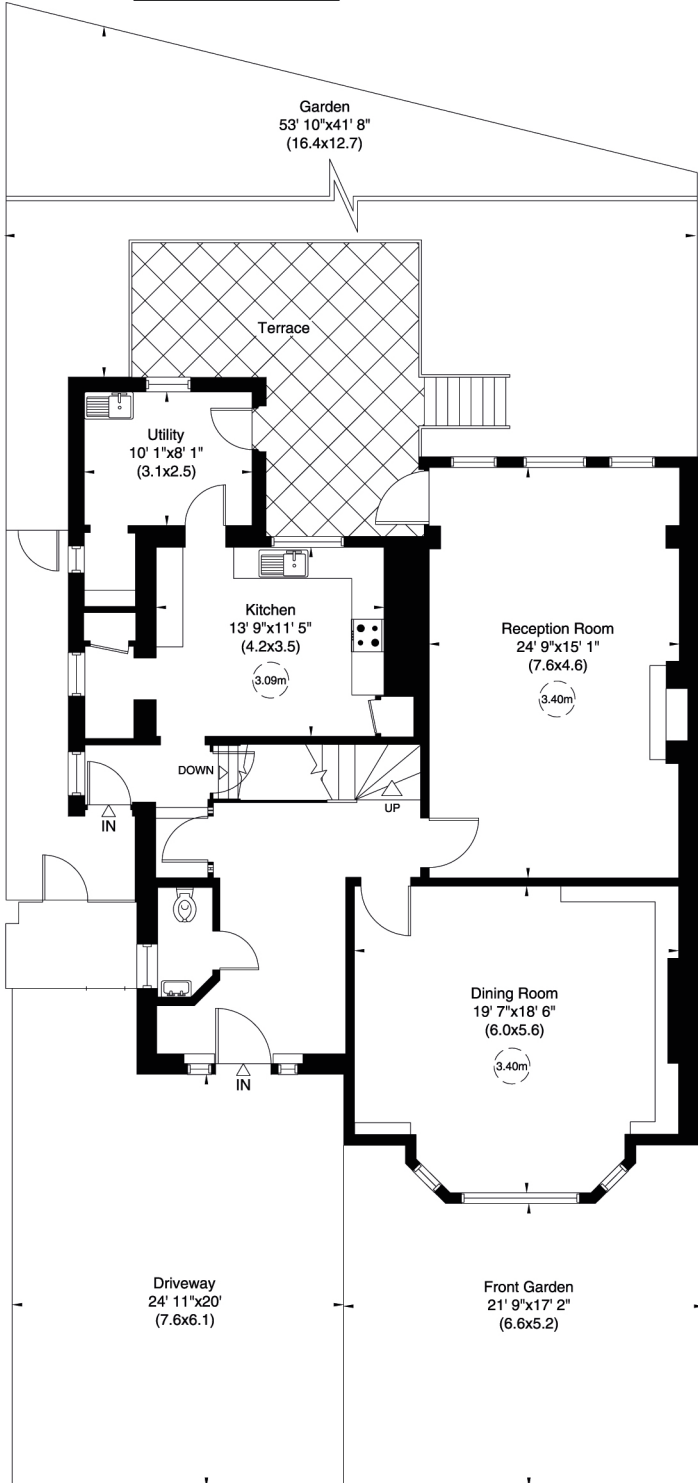 Garden
53' 10"x41' 8"
(16.4x12.7)
Terrace
Utility
10' 1"x8' 1"
(3.1x2.5)
Kitchen
13' 9"x11' 5"
(4.2x3.5)
3.09m
Reception Room
24' 9"x15' 1"
(7.6x4.6)
3.40m
DOWN
UP
IN
Dining Room
19' 7"x18' 6"
(6.0x5.6)
3.40m
IN
Driveway
24' 11"x20'
(7.6x6.1)
Front Garden
21' 9"x17' 2"
(6.6x5.2)